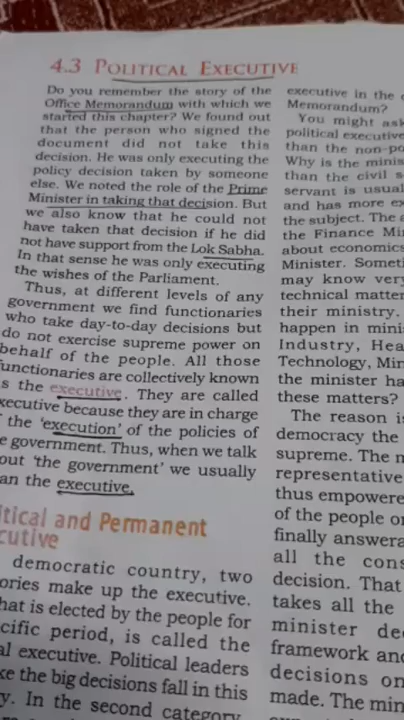 4.3 POLITICAL EXECUTIVE
Do you remember the story of the
Office Memorandum with which we
started this chapter? We found out
that the person who signed the
document did not take this
decision. He was only executing the
policy decision taken by someone
else. We noted the role of the Prime
Minister in taking that decision. But
we also know that he could not
have taken that decision if he did
not have support from the Lok Sabha.
In that sense he was only executing
the wishes of the Parliament.
Thus, at different levels of any
government we find functionaries
who take day-to-day decisions but
do not exercise supreme power on
behalf of the people. All those
functionaries are collectively known
s the executive. They are called
xecutive because they are in charge
the ‘execution’ of the policies of
e government. Thus, when we talk
out ‘the government’ we usually
an the executive.
itical and Permanent
cutive
democratic country, two
ories make up the executive.
hat is elected by the people for
cific period, is called the
al executive. Political leaders
ke the big decisions fall in this
y. In the second category,
executive in the
Memorandum?
You might ask
political executive
than the non-po
Why is the minis
than the civil s
servant is usual
and has more ex
the subject. The a
the Finance Mi
about economics
Minister. Someti
may know very
technical matter
their ministry.
happen in mini
Industry, Hea
Technology, Min
the minister ha
these matters?
The reason is
democracy the
supreme. The m
representative
thus empowere
of the people or
finally answera
all the cons
decision. That
takes all the
minister dec
framework and
decisions on
made. The min